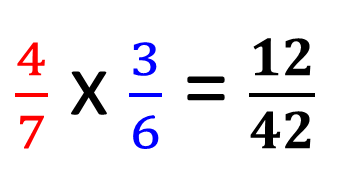 4/7 x 3/6 = 12/42